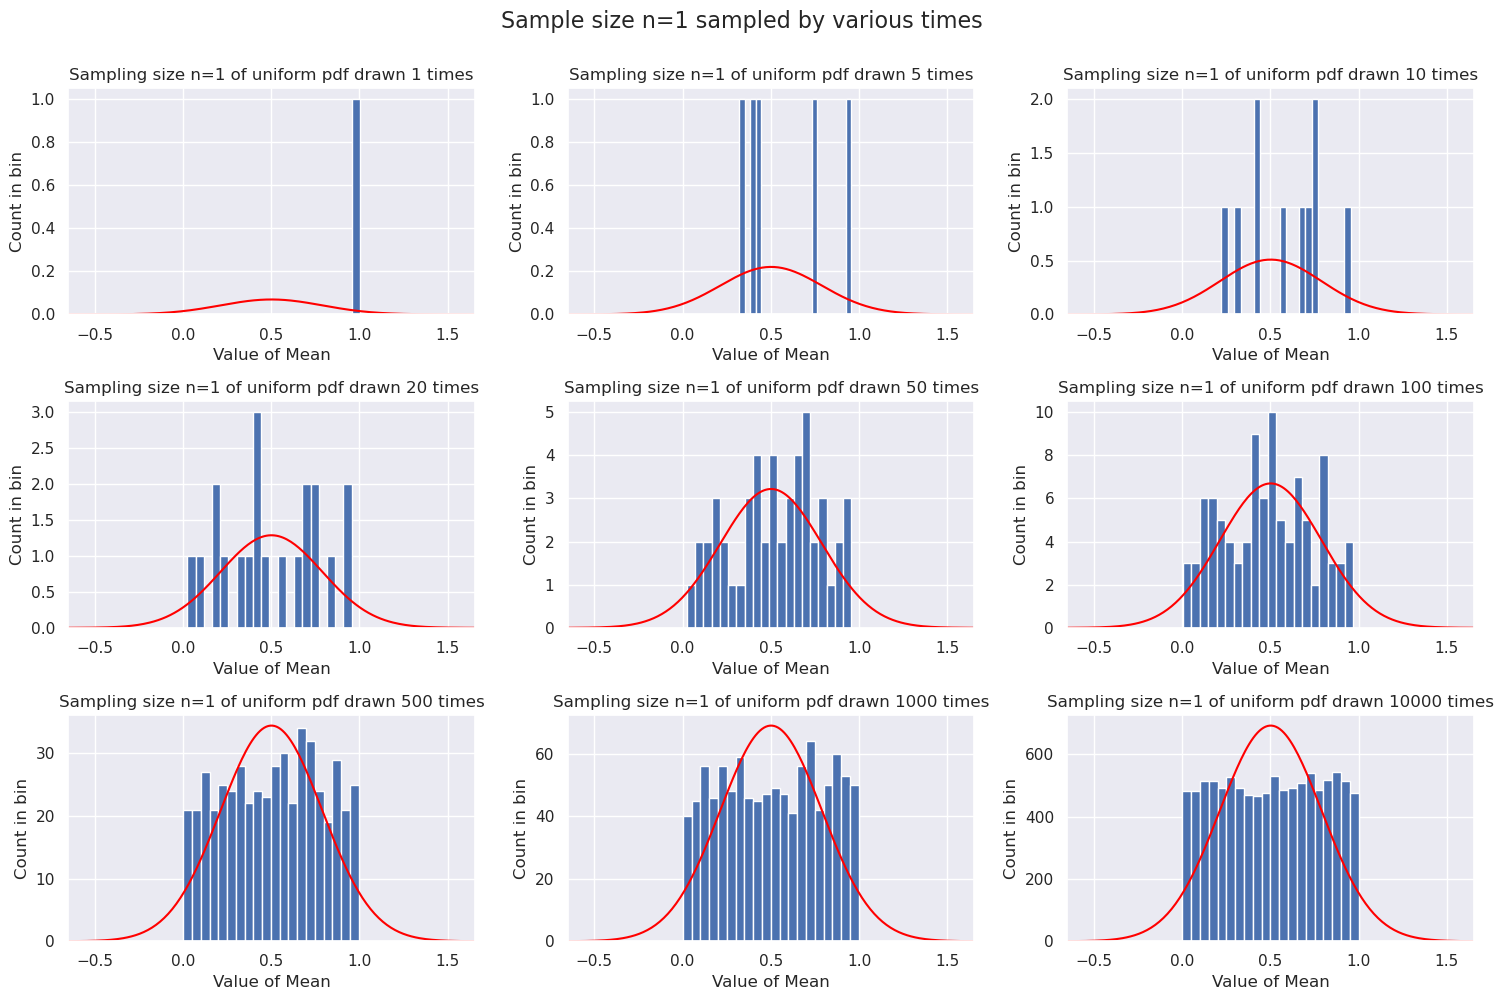 Sample size n=1 sampled by various times
Sampling size n=1 of uniform pdf drawn 1 times
Count in bin
1.0
0.8
0.6
0.4
0.2
0.0
−0.5 0.0 0.5 1.0 1.5
Value of Mean
Sampling size n=1 of uniform pdf drawn 5 times
Count in bin
1.0
0.8
0.6
0.4
0.2
0.0
−0.5 0.0 0.5 1.0 1.5
Value of Mean
Sampling size n=1 of uniform pdf drawn 10 times
Count in bin
2.0
1.5
1.0
0.5
0.0
−0.5 0.0 0.5 1.0 1.5
Value of Mean
Sampling size n=1 of uniform pdf drawn 20 times
Count in bin
3.0
2.5
2.0
1.5
1.0
0.5
0.0
−0.5 0.0 0.5 1.0 1.5
Value of Mean
Sampling size n=1 of uniform pdf drawn 50 times
Count in bin
5
4
3
2
1
0
−0.5 0.0 0.5 1.0 1.5
Value of Mean
Sampling size n=1 of uniform pdf drawn 100 times
Count in bin
10
8
6
4
2
0
−0.5 0.0 0.5 1.0 1.5
Value of Mean
Sampling size n=1 of uniform pdf drawn 500 times
Count in bin
30
20
10
0
−0.5 0.0 0.5 1.0 1.5
Value of Mean
Sampling size n=1 of uniform pdf drawn 1000 times
Count in bin
60
40
20
0
−0.5 0.0 0.5 1.0 1.5
Value of Mean
Sampling size n=1 of uniform pdf drawn 10000 times
Count in bin
600
400
200
0
−0.5 0.0 0.5 1.0 1.5
Value of Mean